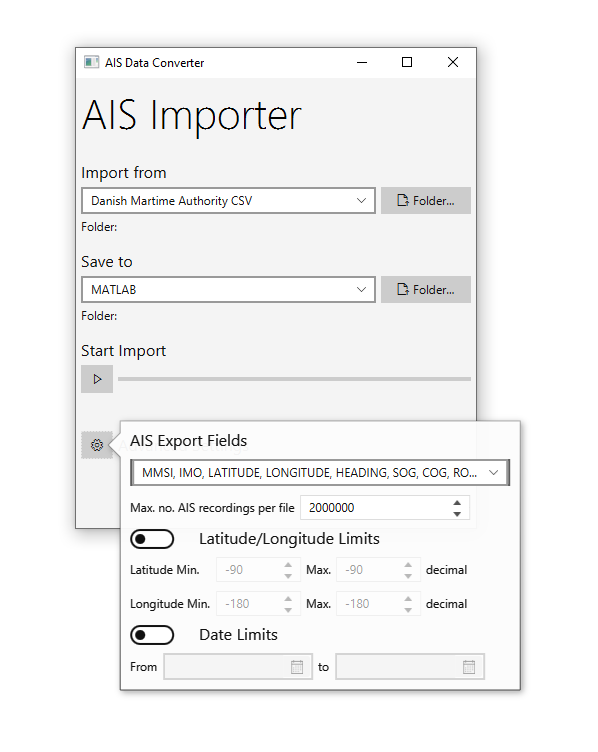 AIS Data Converter
AIS Importer
Import from
Danish Martime Authority CSV
Folder...
Folder:
Save to
MATLAB
Folder...
Folder:
Start Import
AIS Export Fields
MMSI, IMO, LATITUDE, LONGITUDE, HEADING, SOG, COG, RO...
Max. no. AIS recordings per file 2000000
Latitude/Longitude Limits
Latitude Min. -90 Max. -90 decimal
Longitude Min. -180 Max. -180 decimal
Date Limits
From to